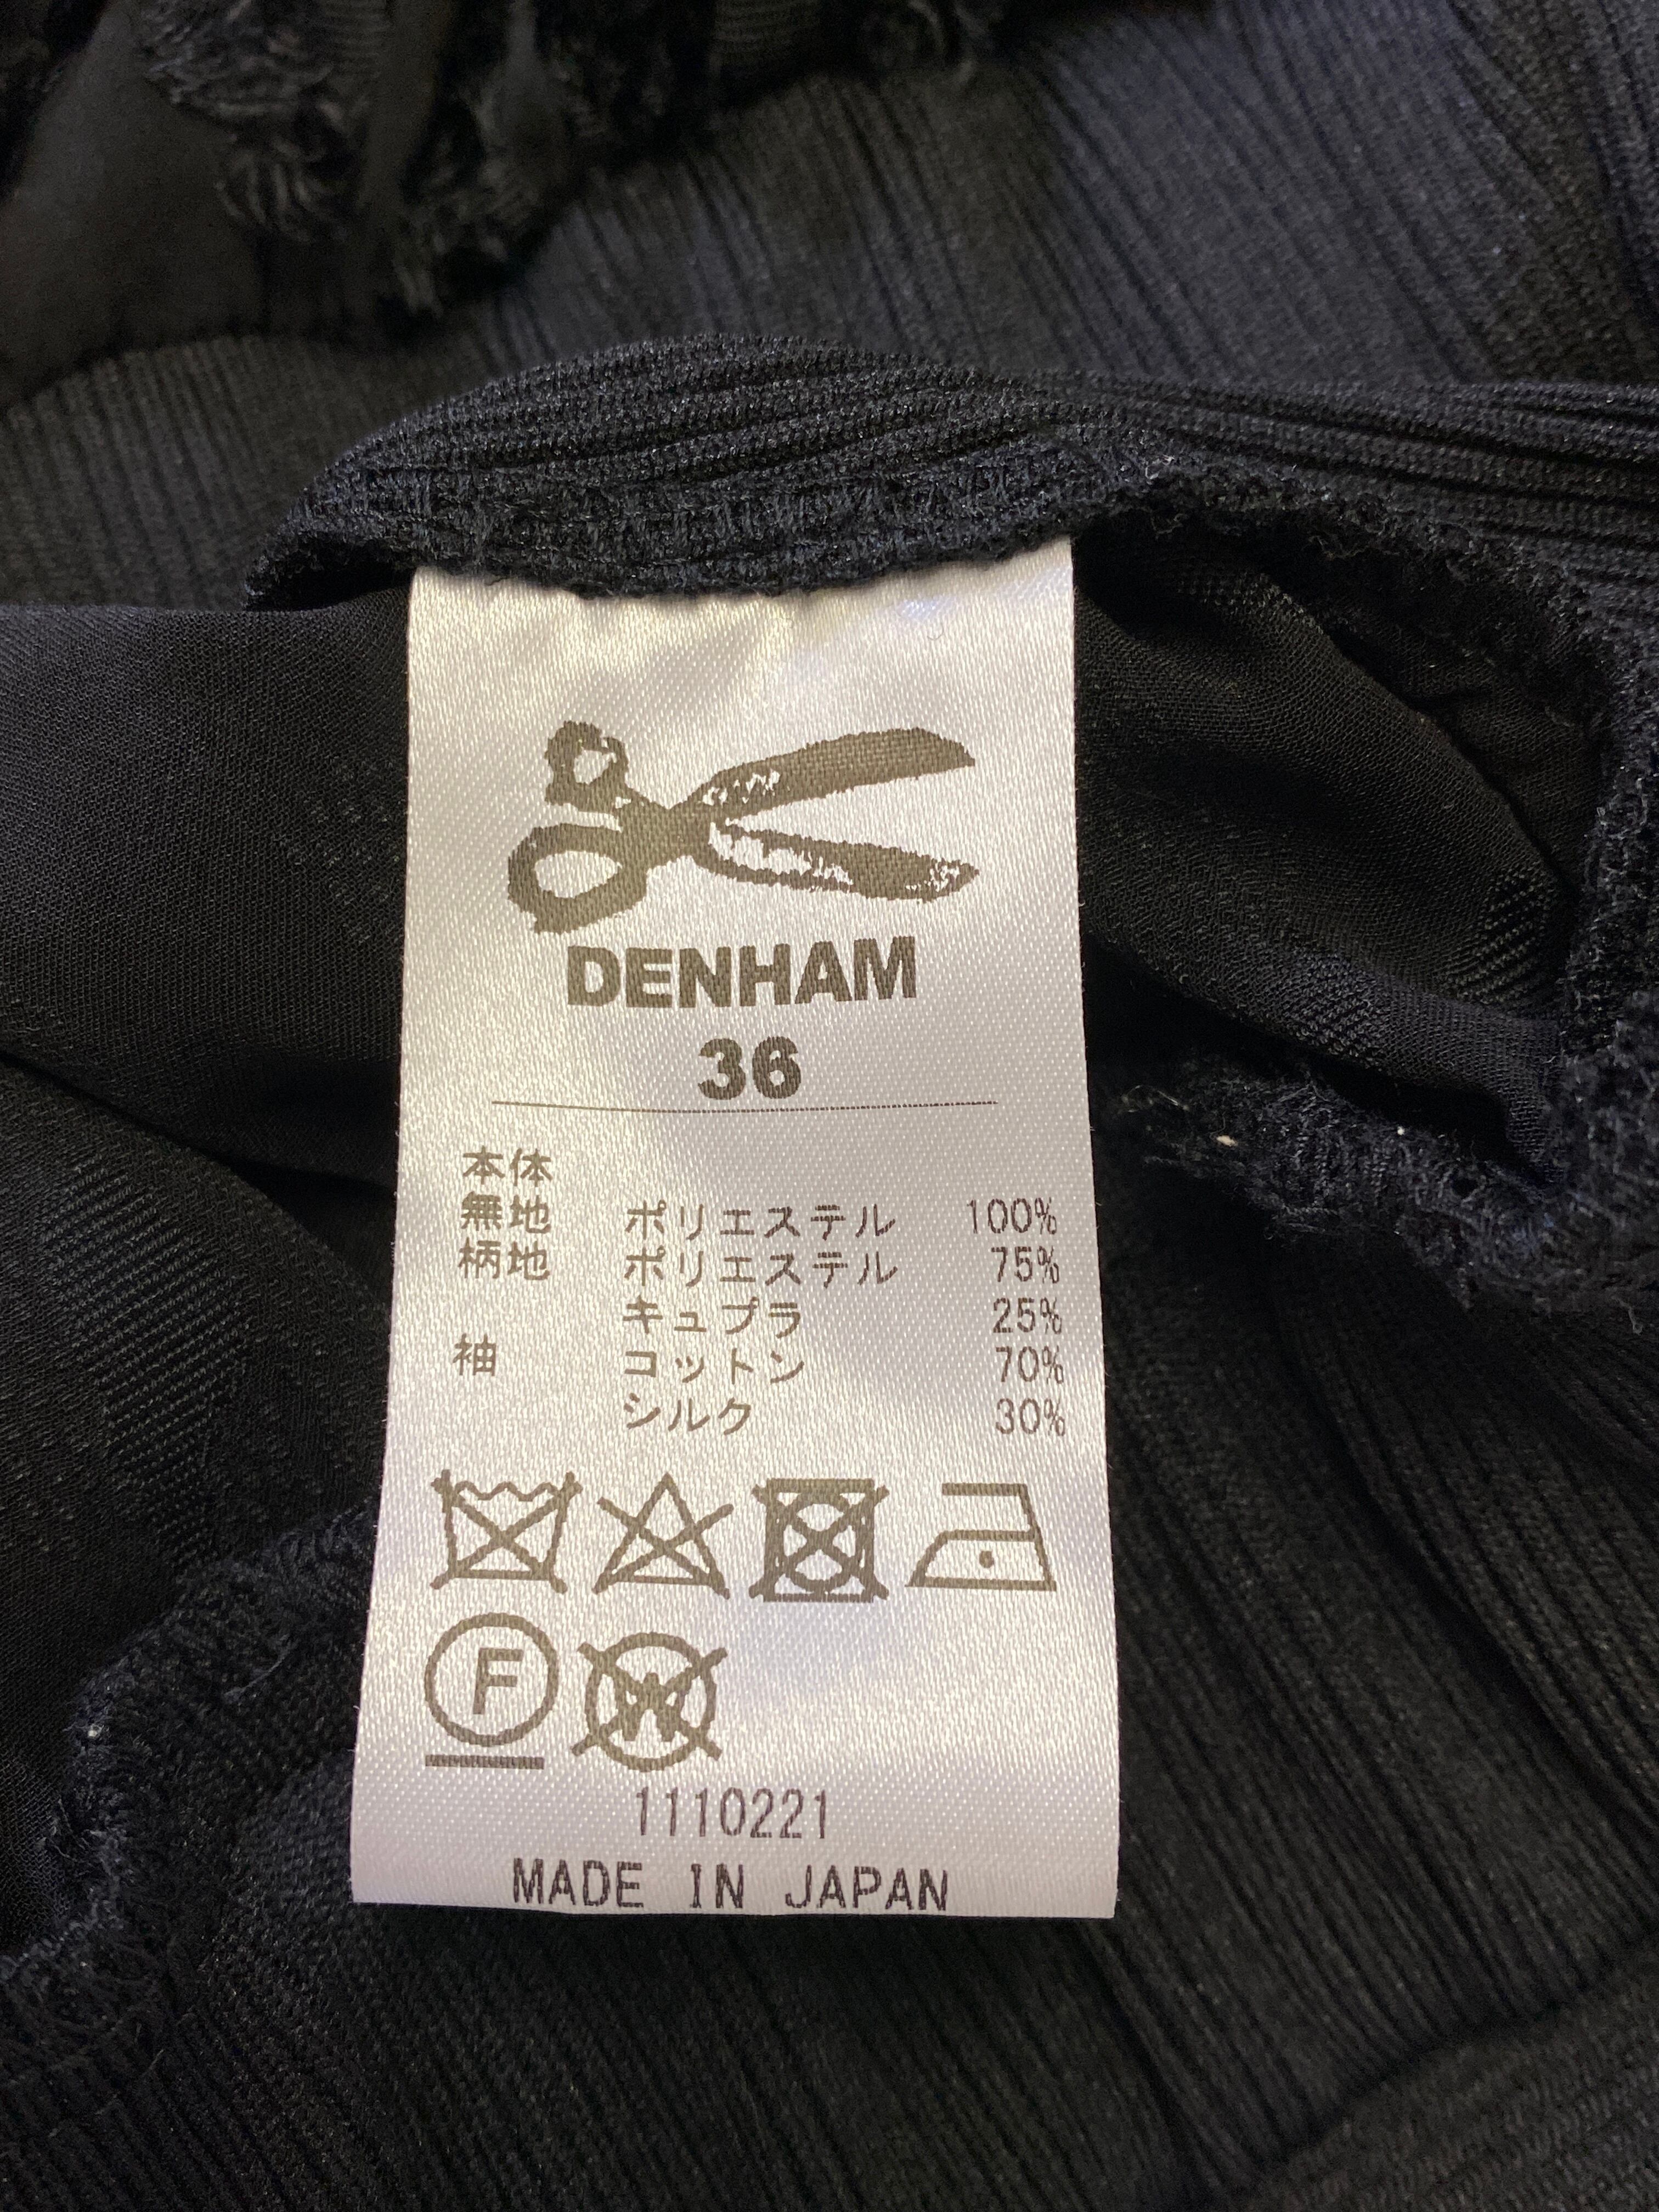 DENHAM
36
本体
無地 ポリエステル 100%
柄地 ポリエステル 75%
キュプラ 25%
袖 コットン 70%
シルク 30%
F W
1110221
MADE IN JAPAN